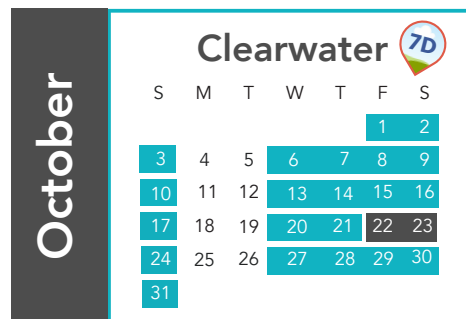 October
Clearwater 7D
S M T W T F S
1 2
3 4 5 6 7 8 9
10 11 12 13 14 15 16
17 18 19 20 21 22 23
24 25 26 27 28 29 30
31